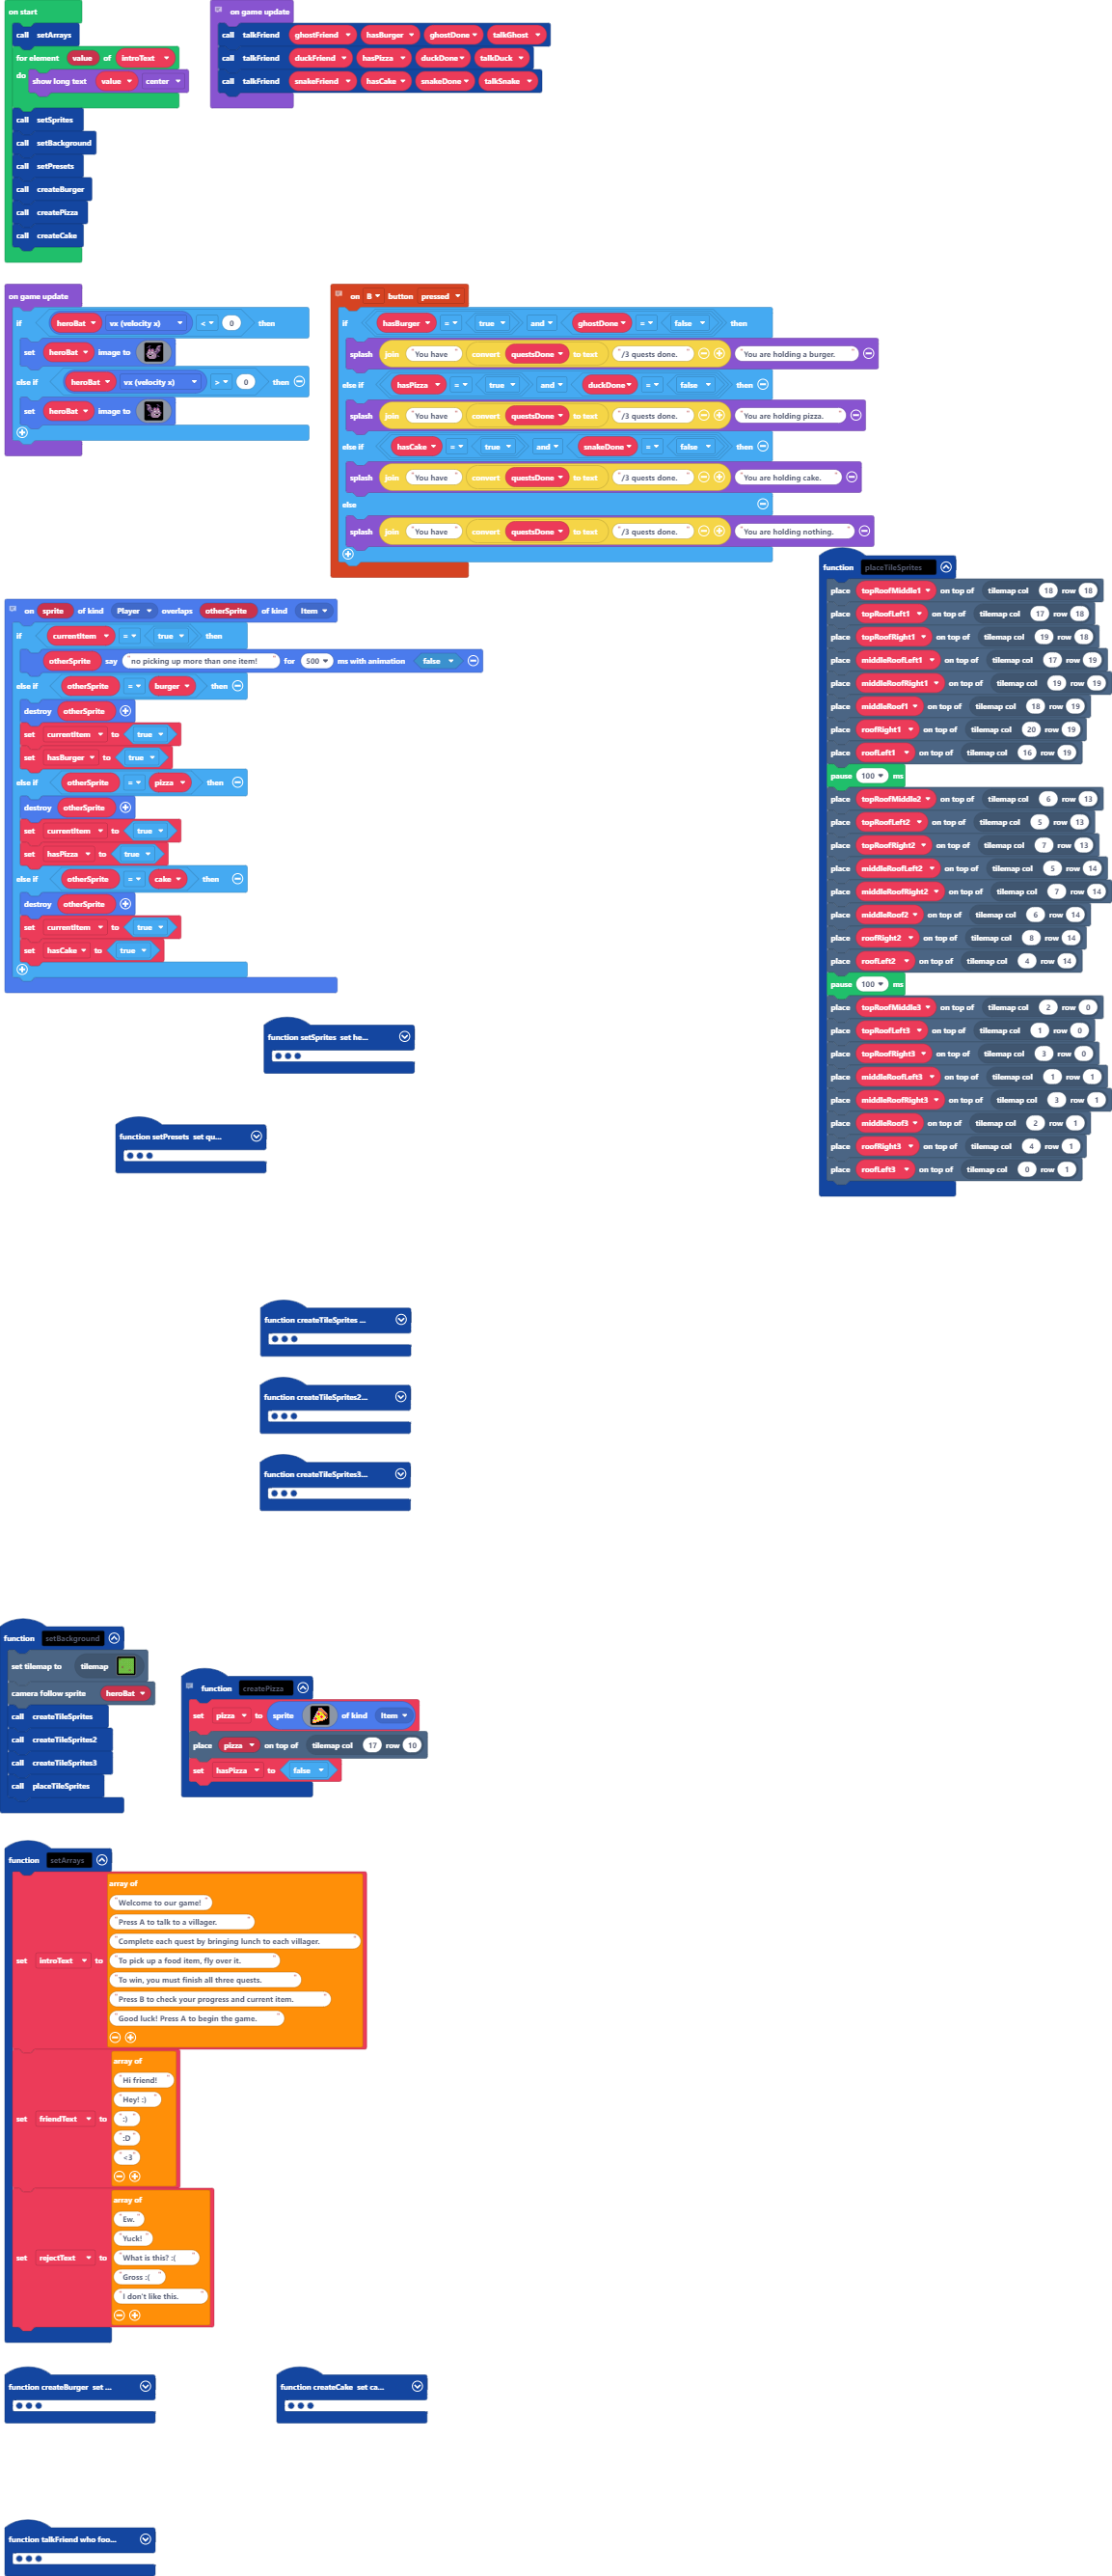 on start
call setArrays
for element value of introText
do show long text value center
call setSprites
call setBackground
call setPresets
call createBurger
call createPizza
call createCake
on game update
call talkFriend ghostFriend hasBurger ghostDone talkGhost
call talkFriend duckFriend hasPizza duckDone talkDuck
call talkFriend snakeFriend hasCake snakeDone talkSnake
on game update
if heroBat vx (velocity x) < 0 then
set heroBat image to
else if heroBat vx (velocity x) > 0 then
set heroBat image to
on B button pressed
if hasBurger = true and ghostDone = false then
splash join "You have " convert questsDone to text "/3 quests done. " "You are holding a burger. "
else if hasPizza = true and duckDone = false then
splash join "You have " convert questsDone to text "/3 quests done. " "You are holding pizza. "
else if hasCake = true and snakeDone = false then
splash join "You have " convert questsDone to text "/3 quests done. " "You are holding cake. "
else
splash join "You have " convert questsDone to text "/3 quests done. " "You are holding nothing. "
function placeTileSprites
place topRoofMiddle1 on top of tilemap col 18 row 18
place topRoofLeft1 on top of tilemap col 17 row 18
place topRoofRight1 on top of tilemap col 19 row 18
place middleRoofLeft1 on top of tilemap col 17 row 19
place middleRoofRight1 on top of tilemap col 19 row 19
place middleRoof1 on top of tilemap col 18 row 19
place roofRight1 on top of tilemap col 20 row 19
place roofLeft1 on top of tilemap col 16 row 19
pause 100 ms
place topRoofMiddle2 on top of tilemap col 6 row 13
place topRoofLeft2 on top of tilemap col 5 row 13
place topRoofRight2 on top of tilemap col 7 row 13
place middleRoofLeft2 on top of tilemap col 5 row 14
place middleRoofRight2 on top of tilemap col 7 row 14
place middleRoof2 on top of tilemap col 6 row 14
place roofRight2 on top of tilemap col 8 row 14
place roofLeft2 on top of tilemap col 4 row 14
pause 100 ms
place topRoofMiddle3 on top of tilemap col 2 row 0
place topRoofLeft3 on top of tilemap col 1 row 0
place topRoofRight3 on top of tilemap col 3 row 0
place middleRoofLeft3 on top of tilemap col 1 row 1
place middleRoofRight3 on top of tilemap col 3 row 1
place middleRoof3 on top of tilemap col 2 row 1
place roofRight3 on top of tilemap col 4 row 1
place roofLeft3 on top of tilemap col 0 row 1
on sprite of kind Player overlaps otherSprite of kind Item
if currentItem = true then
otherSprite say "no picking up more than one item! " for 500 ms with animation false
else if otherSprite = burger then
destroy otherSprite
set currentItem to true
set hasBurger to true
else if otherSprite = pizza then
destroy otherSprite
set currentItem to true
set hasPizza to true
else if otherSprite = cake then
destroy otherSprite
set currentItem to true
set hasCake to true
function setSprites set he...
function setPresets set qu...
function createTileSprites ...
function createTileSprites2...
function createTileSprites3...
function setBackground
set tilemap to tilemap
camera follow sprite heroBat
call createTileSprites
call createTileSprites2
call createTileSprites3
call placeTileSprites
function createPizza
set pizza to sprite of kind Item
place pizza on top of tilemap col 17 row 10
set hasPizza to false
function setArrays
set introText to array of
"Welcome to our game! "
"Press A to talk to a villager. "
"Complete each quest by bringing lunch to each villager. "
"To pick up a food item, fly over it. "
"To win, you must finish all three quests. "
"Press B to check your progress and current item. "
"Good luck! Press A to begin the game. "
set friendText to array of
"Hi friend! "
"Hey! :) "
":)"
":D"
"<3"
set rejectText to array of
"Ew. "
"Yuck! "
"What is this? :( "
"Gross :( "
"I don't like this. "
function createBurger set ...
function createCake set ca...
function talkFriend who foo...